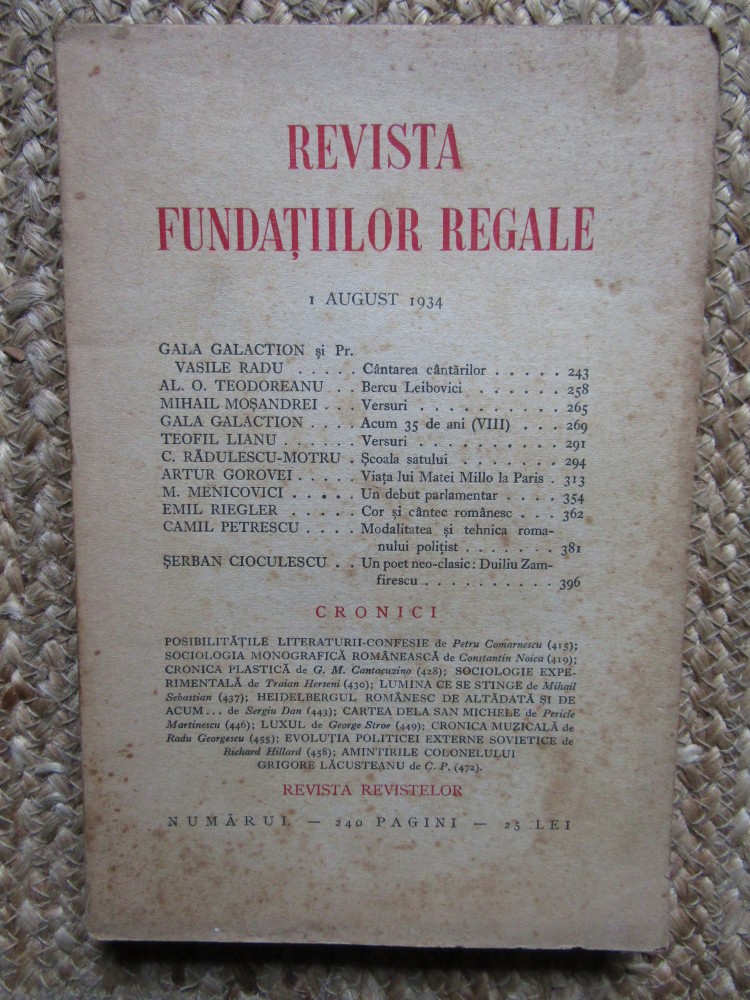 REVISTA
FUNDAȚIILOR REGALE
1 AUGUST 1934
GALA GALACTION și Pr.
VASILE RADU . . . . . Cântarea cântărilor . . . . . 243
AL. O. TEODOREANU . . Bercu Leibovici . . . . . . 258
MIHAIL MOȘANDREI . . . Versuri . . . . . . . . . . 265
GALA GALACTION . . . . Acum 35 de ani (VIII) . . . 269
TEOFIL LIANU . . . . . . Versuri . . . . . . . . . . 291
C. RĂDULESCU-MOTRU . Școala satului . . . . . . . 294
ARTUR GOROVEI . . . . . Viața lui Matei Millo la Paris . 313
M. MENICOVICI . . . . . Un debut parlamentar . . . . 354
EMIL RIEGLER . . . . . Cor și cântec românesc . . . 362
CAMIL PETRESCU . . . . Modalitatea și tehnica roma-
nului polițist . . . . . . . 381
ȘERBAN CIOCULESCU . . Un poet neo-clasic: Duiliu Zam-
firescu . . . . . . . . . . 396
CRONICI
POSIBILITĂȚILE LITERATURII-CONFESIE de Petru Comarnescu (415);
SOCIOLOGIA MONOGRAFICĂ ROMÂNEASCĂ de Constantin Noica (419);
CRONICA PLASTICĂ de G. M. Cantacuzino (428); SOCIOLOGIE EXPE-
RIMENTALĂ de Traian Herseni (430); LUMINA CE SE STINGE de Mihail
Sebastian (437); HEIDELBERGUL ROMÂNESC DE ALTĂDATĂ ȘI DE
ACUM... de Sergiu Dan (443); CARTEA DELA SAN MICHELE de Pericle
Martinescu (446); LUXUL de George Stroe (449); CRONICA MUZICALĂ de
Radu Georgescu (455); EVOLUȚIA POLITICEI EXTERNE SOVIETICE de
Richard Hillard (458); AMINTIRILE COLONELULUI
GRIGORE LĂCUSTEANU de C. P. (472).
REVISTA REVISTELOR
NUMĂRUL — 240 PAGINI — 25 LEI